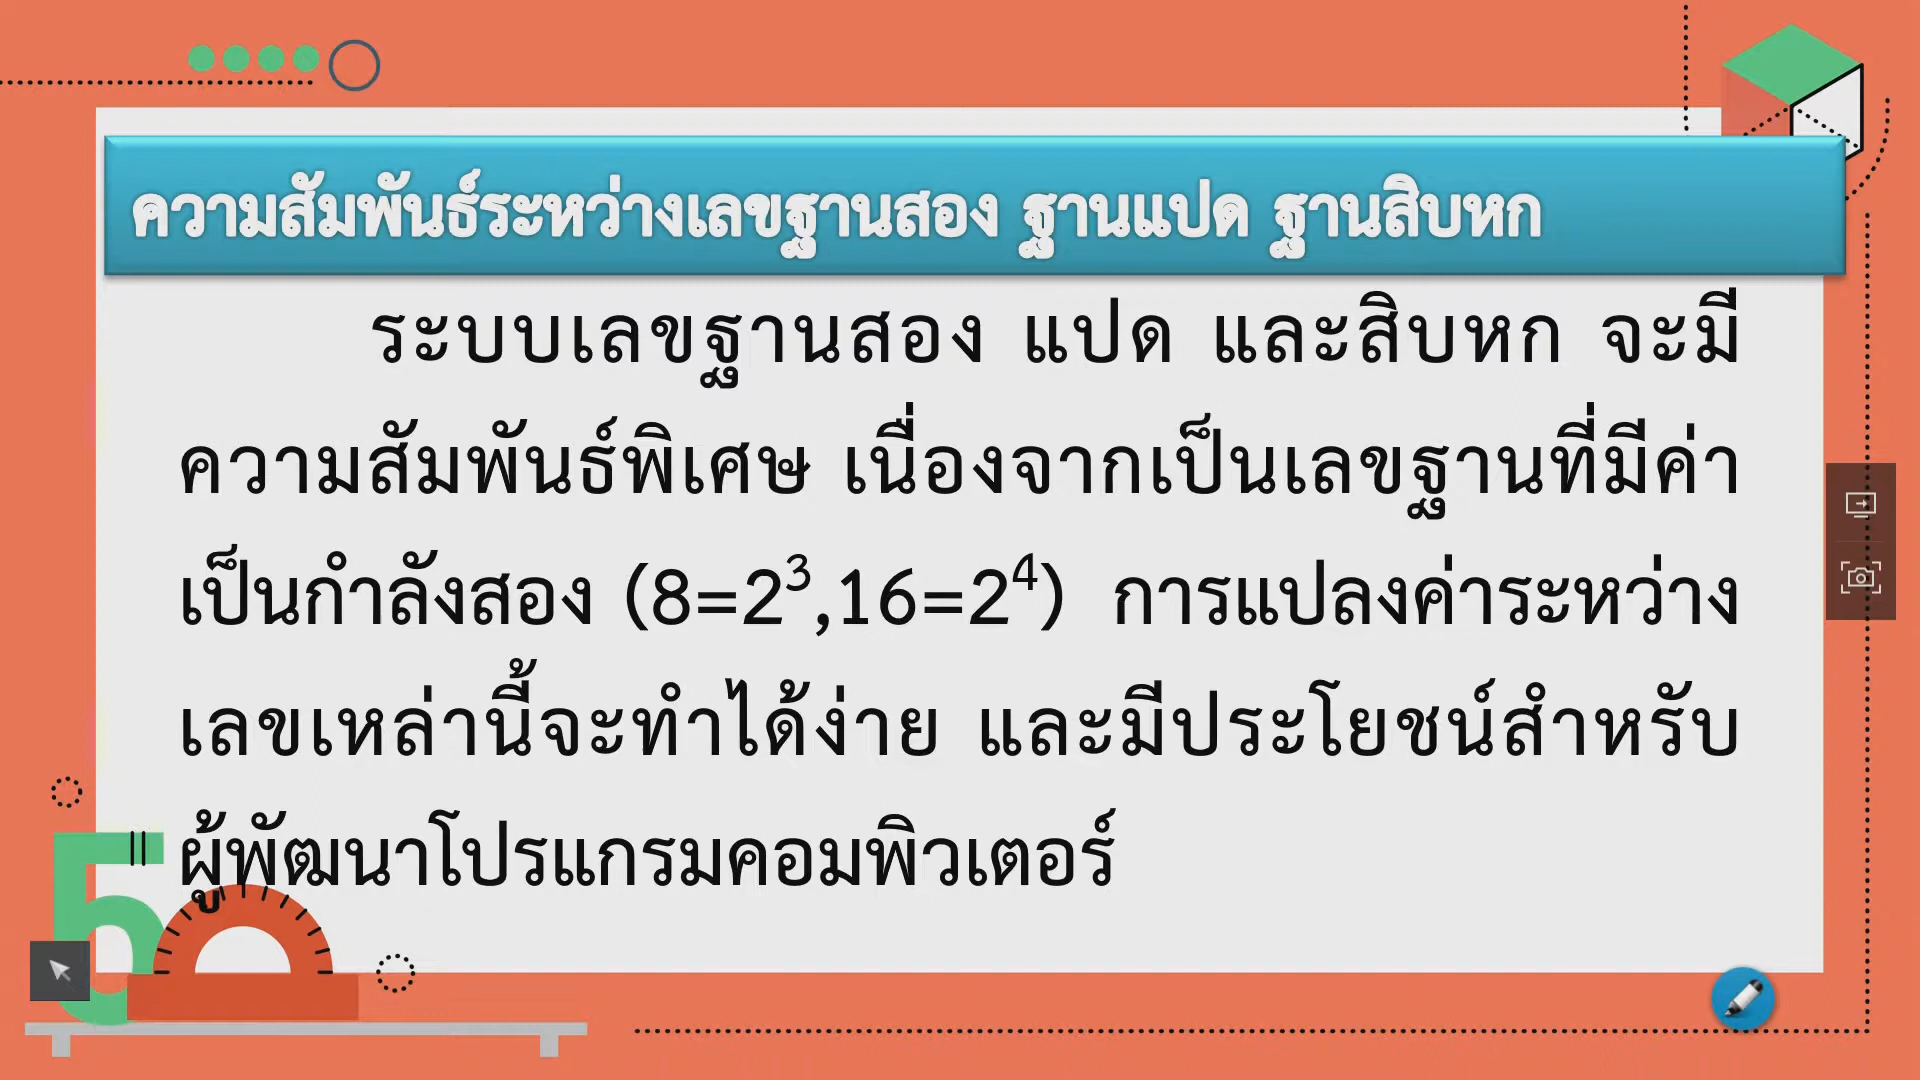 ความสัมพันธ์ระหว่างเลขฐานสอง ฐานแปด ฐานสิบหก
ระบบเลขฐานสอง แปด และสิบหก จะมี
ความสัมพันธ์พิเศษ เนื่องจากเป็นเลขฐานที่มีค่า
เป็นกำลังสอง (8=2³,16=2⁴) การแปลงค่าระหว่าง
เลขเหล่านี้จะทำได้ง่าย และมีประโยชน์สำหรับ
ผู้พัฒนาโปรแกรมคอมพิวเตอร์
5